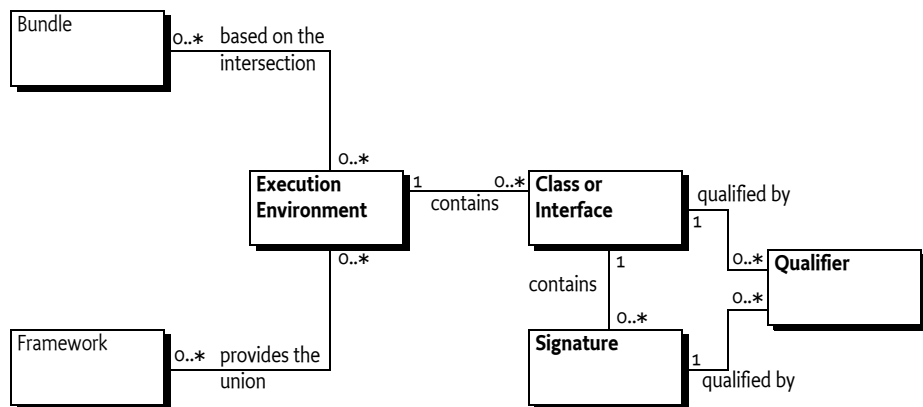 Bundle
0..* based on the
intersection
0..*
Execution
Environment
1
contains
0..*
Class or
Interface
qualified by
1
0..*
Qualifier
0..*
1
contains
0..*
0..*
Signature
1
qualified by
Framework
0..* provides the
union